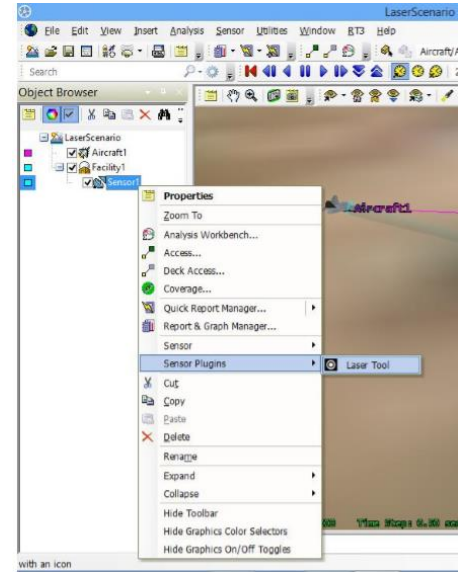 LaserScenario
File Edit View Insert Analysis Sensor Utilities Window RT3 Help
Aircraft/A
Search
Object Browser
LaserScenario
Aircraft1
Facility1
Sensor1
Properties
Zoom To
Analysis Workbench...
Access...
Deck Access...
Coverage...
Quick Report Manager...
Report & Graph Manager...
Sensor
Sensor Plugins
Laser Tool
Cut
Copy
Paste
Delete
Rename
Expand
Collapse
Hide Toolbar
Hide Graphics Color Selectors
Hide Graphics On/Off Toggles
Aircraft1
Time Step:
with an icon